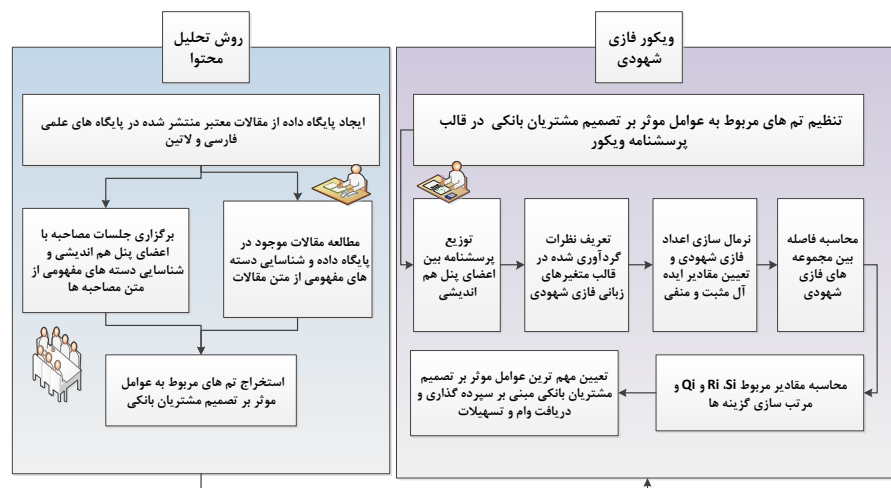 روش تحلیل
محتوا
ایجاد پایگاه داده از مقالات معتبر منتشر شده در پایگاه های علمی
فارسی و لاتین
برگزاری جلسات مصاحبه با
اعضای پنل هم اندیشی و
شناسایی دسته های مفهومی از
متن مصاحبه ها
مطالعه مقالات موجود در
پایگاه داده و شناسایی دسته
های مفهومی از متن مقالات
استخراج تم های مربوط به عوامل
موثر بر تصمیم مشتریان بانکی
ویکور فازی
شهودی
تنظیم تم های مربوط به عوامل موثر بر تصمیم مشتریان بانکی در قالب
پرسشنامه ویکور
توزیع
پرسشنامه بین
اعضای پنل هم
اندیشی
تعریف نظرات
گردآوری شده در
قالب متغیرهای
زبانی فازی شهودی
نرمال سازی اعداد
فازی شهودی و
تعیین مقادیر ایده
آل مثبت و منفی
محاسبه فاصله
بین مجموعه
های فازی
شهودی
محاسبه مقادیر مربوط Ri ،Si و Qi و
مرتب سازی گزینه ها
تعیین مهم ترین عوامل موثر بر تصمیم
مشتریان بانکی مبنی بر سپرده گذاری و
دریافت وام و تسهیلات